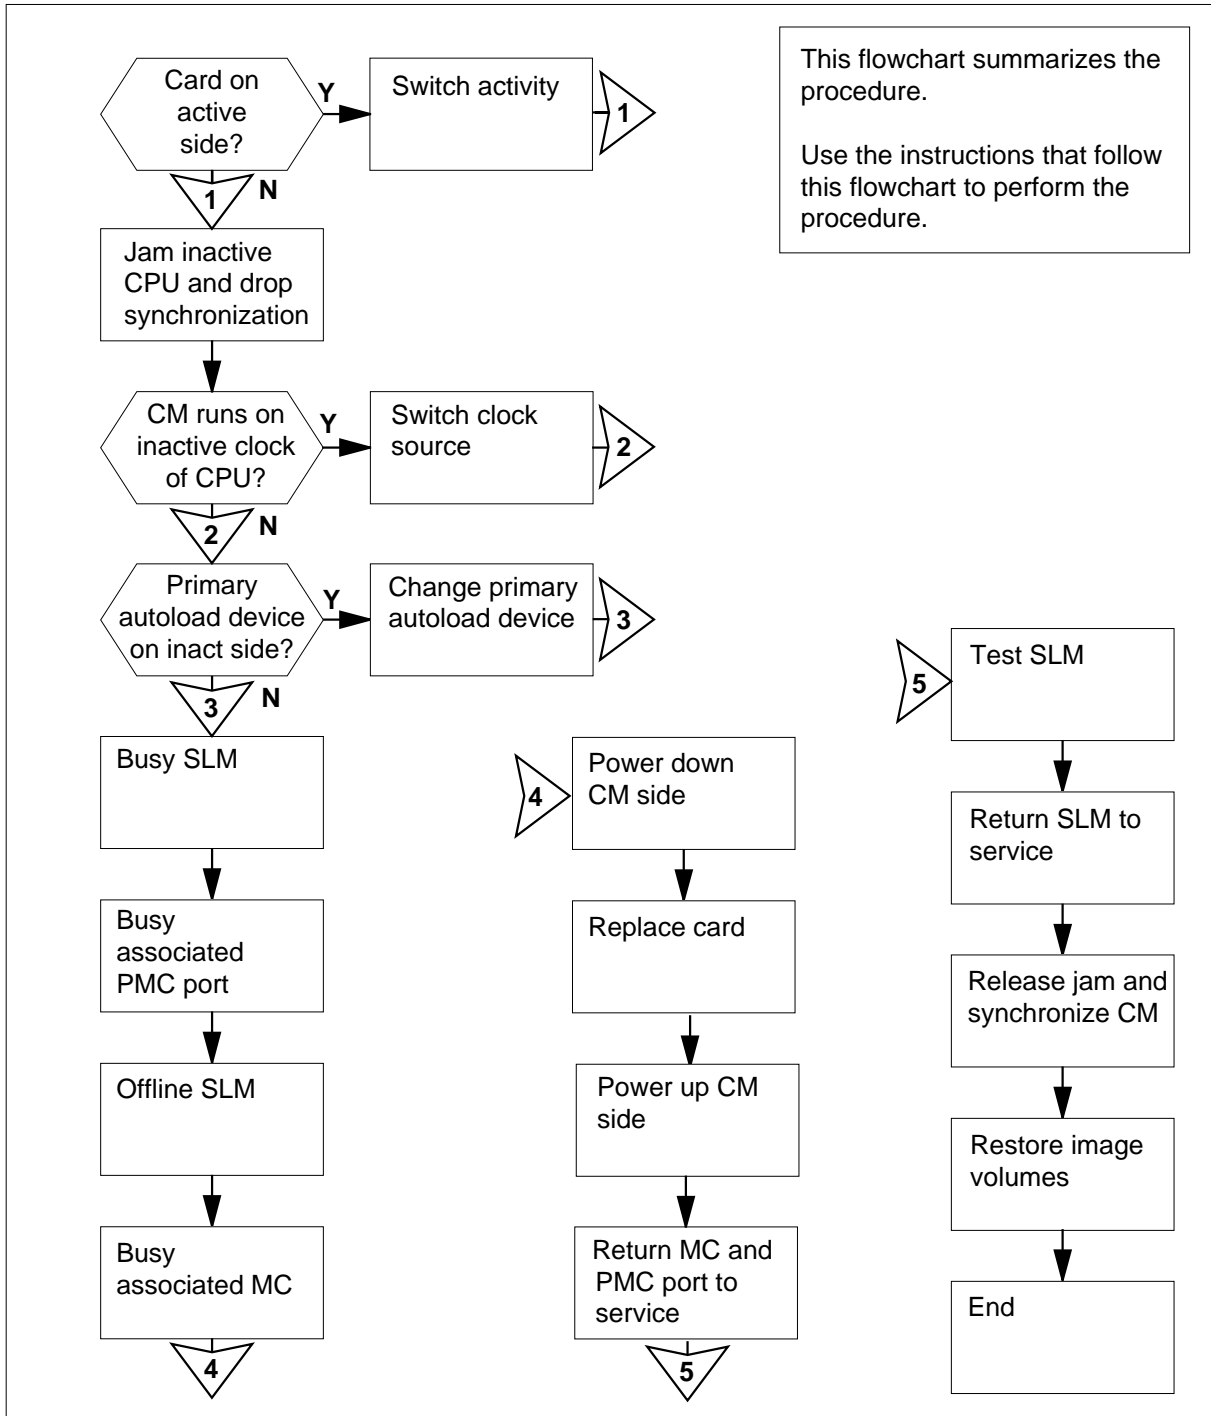 Card on
active
side?
Y
Switch activity
1
N
1
Jam inactive
CPU and drop
synchronization
CM runs on
inactive clock
of CPU?
Y
Switch clock
source
2
N
2
Primary
autoload device
on inact side?
Y
Change primary
autoload device
3
N
3
Busy SLM
Busy
associated
PMC port
Offline SLM
Busy
associated MC
4
4
Power down
CM side
Replace card
Power up CM
side
Return MC and
PMC port to
service
5
5
Test SLM
Return SLM to
service
Release jam and
synchronize CM
Restore image
volumes
End
This flowchart summarizes the
procedure.
Use the instructions that follow
this flowchart to perform the
procedure.